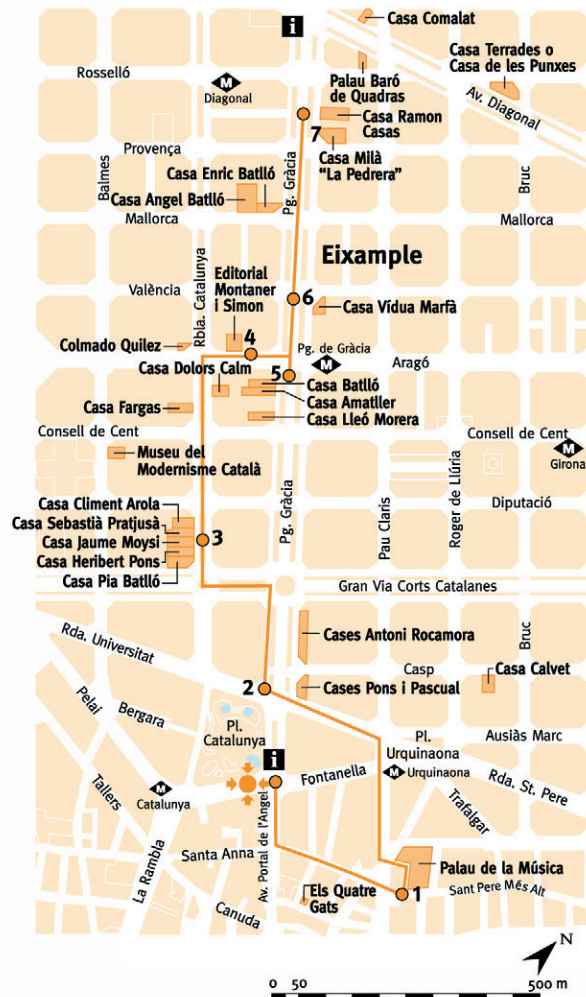 i
Casa Comalat
Casa Terrades o
Casa de les Punxes
Rosselló
M
Diagonal
Palau Baró
de Quadras
Av. Diagonal
Casa Ramon
Casas
7
Casa Milà
"La Pedrera"
Provença
Balmes
Casa Enric Batlló
Casa Angel Batlló
Pg. Gràcia
Bruc
Mallorca
Mallorca
Eixample
Rbla. Catalunya
València
Editorial
Montaner
i Simon
6
Casa Vídua Marfà
Colmado Quilez
4
Pg. de Gràcia
M
Aragó
Casa Dolors Calm
5
Casa Batlló
Casa Amatller
Casa Lleó Morera
Casa Fargas
Consell de Cent
Consell de Cent
M
Girona
Museu del
Modernisme Català
Pg. Gràcia
Pau Claris
Roger de Llúria
Diputació
Casa Climent Arola
Casa Sebastià Pratjusà
Casa Jaume Moysi
Casa Heribert Pons
Casa Pia Batlló
3
Gran Via Corts Catalanes
Rda. Universitat
Cases Antoni Rocamora
Bruc
Casp
Casa Calvet
2
Cases Pons i Pascual
Pelai
Bergara
Pl.
Catalunya
Pl.
Urquinaona
Ausiàs Marc
i
Fontanella
M
Urquinaona
Rda. St. Pere
Tallers
M
Catalunya
Trafalgar
La Rambla
Santa Anna
Av. Portal de l'Angel
Palau de la Música
Els Quatre
Gats
1
Sant Pere Més Alt
Canuda
N
0 50 500 m